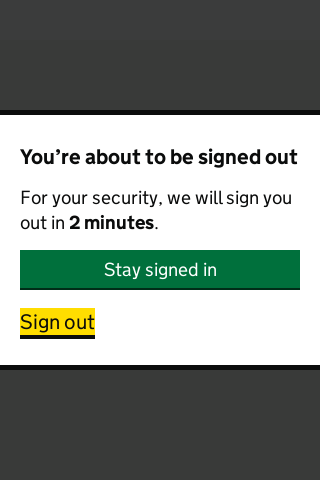 You’re about to be signed out
For your security, we will sign you
out in 2 minutes.
Stay signed in
Sign out